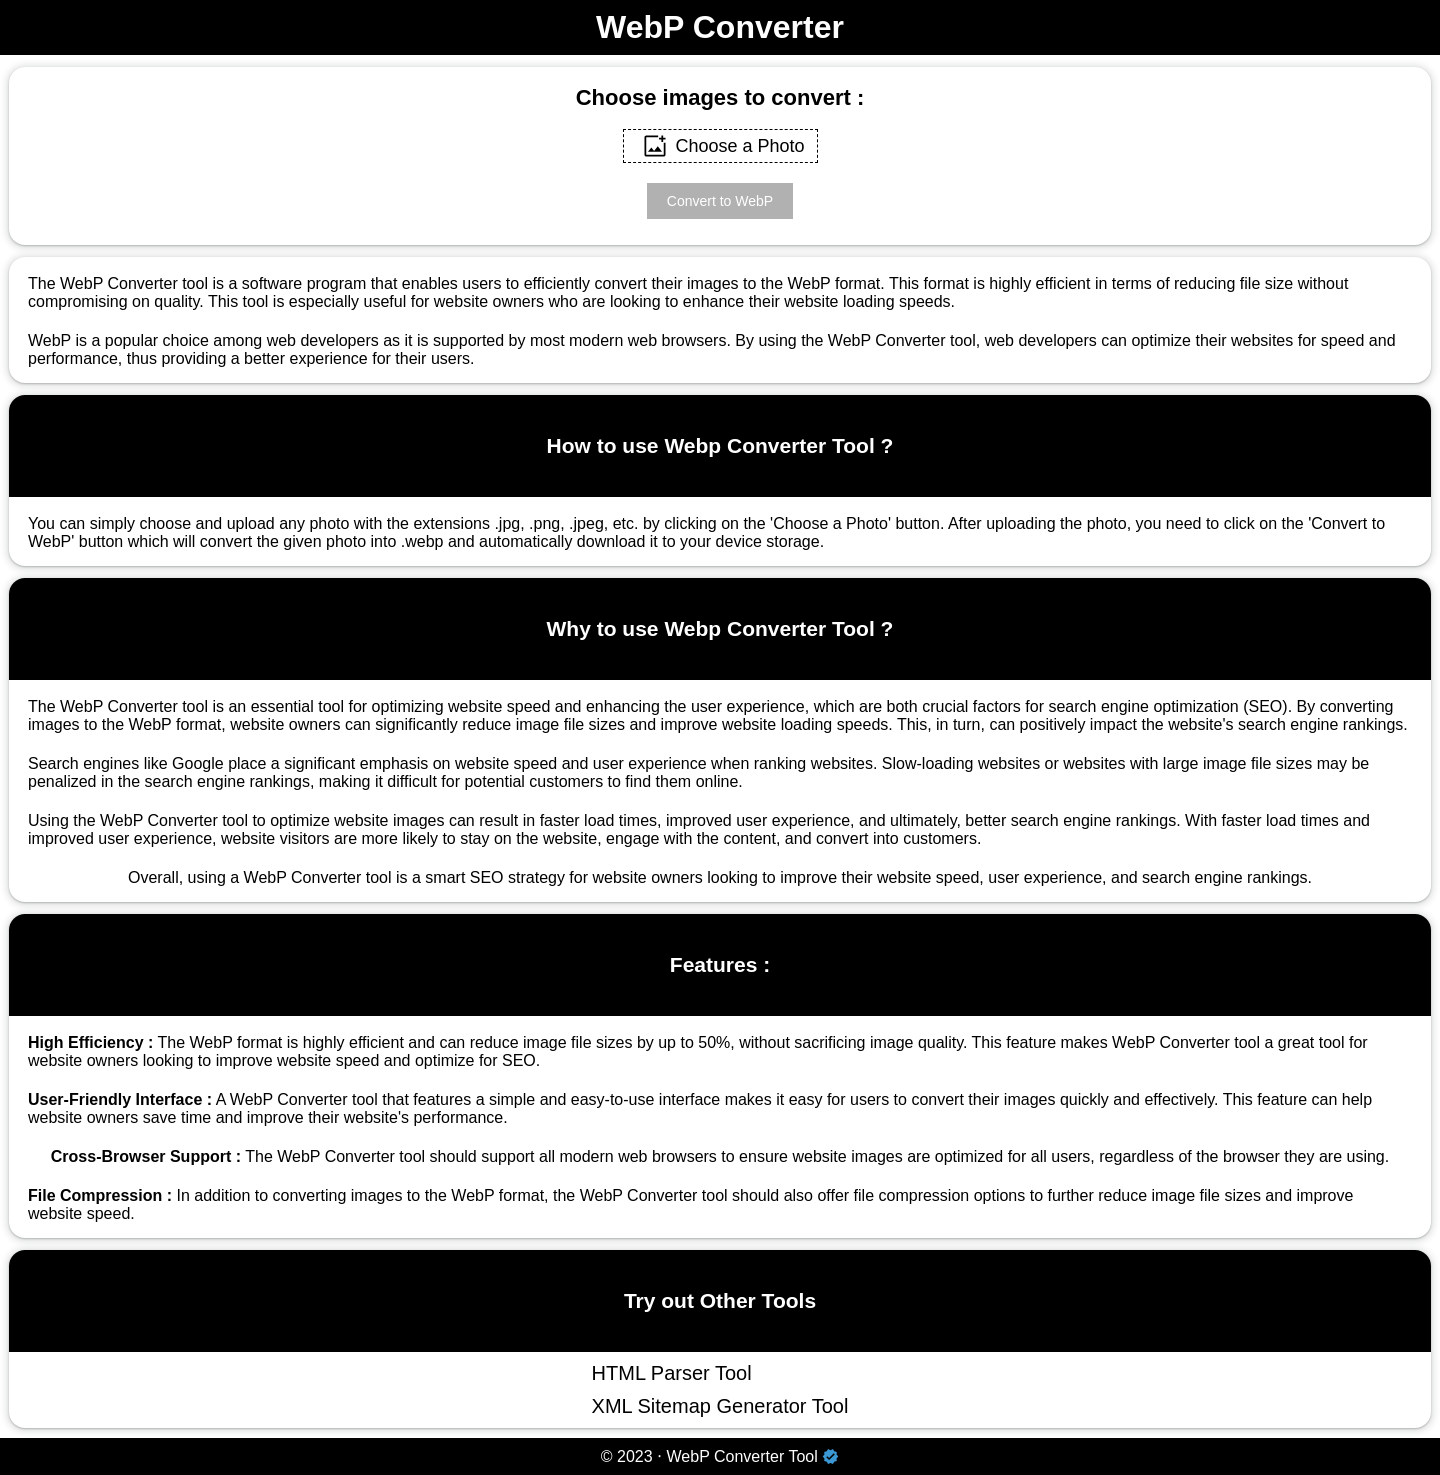 WebP Converter
Choose images to convert :
Choose a Photo
Convert to WebP
The WebP Converter tool is a software program that enables users to efficiently convert their images to the WebP format. This format is highly efficient in terms of reducing file size without
compromising on quality. This tool is especially useful for website owners who are looking to enhance their website loading speeds.
WebP is a popular choice among web developers as it is supported by most modern web browsers. By using the WebP Converter tool, web developers can optimize their websites for speed and
performance, thus providing a better experience for their users.
How to use Webp Converter Tool ?
You can simply choose and upload any photo with the extensions .jpg, .png, .jpeg, etc. by clicking on the 'Choose a Photo' button. After uploading the photo, you need to click on the 'Convert to
WebP' button which will convert the given photo into .webp and automatically download it to your device storage.
Why to use Webp Converter Tool ?
The WebP Converter tool is an essential tool for optimizing website speed and enhancing the user experience, which are both crucial factors for search engine optimization (SEO). By converting
images to the WebP format, website owners can significantly reduce image file sizes and improve website loading speeds. This, in turn, can positively impact the website's search engine rankings.
Search engines like Google place a significant emphasis on website speed and user experience when ranking websites. Slow-loading websites or websites with large image file sizes may be
penalized in the search engine rankings, making it difficult for potential customers to find them online.
Using the WebP Converter tool to optimize website images can result in faster load times, improved user experience, and ultimately, better search engine rankings. With faster load times and
improved user experience, website visitors are more likely to stay on the website, engage with the content, and convert into customers.
Overall, using a WebP Converter tool is a smart SEO strategy for website owners looking to improve their website speed, user experience, and search engine rankings.
Features :
High Efficiency : The WebP format is highly efficient and can reduce image file sizes by up to 50%, without sacrificing image quality. This feature makes WebP Converter tool a great tool for
website owners looking to improve website speed and optimize for SEO.
User-Friendly Interface : A WebP Converter tool that features a simple and easy-to-use interface makes it easy for users to convert their images quickly and effectively. This feature can help
website owners save time and improve their website's performance.
Cross-Browser Support : The WebP Converter tool should support all modern web browsers to ensure website images are optimized for all users, regardless of the browser they are using.
File Compression : In addition to converting images to the WebP format, the WebP Converter tool should also offer file compression options to further reduce image file sizes and improve
website speed.
Try out Other Tools
HTML Parser Tool
XML Sitemap Generator Tool
© 2023 · WebP Converter Tool